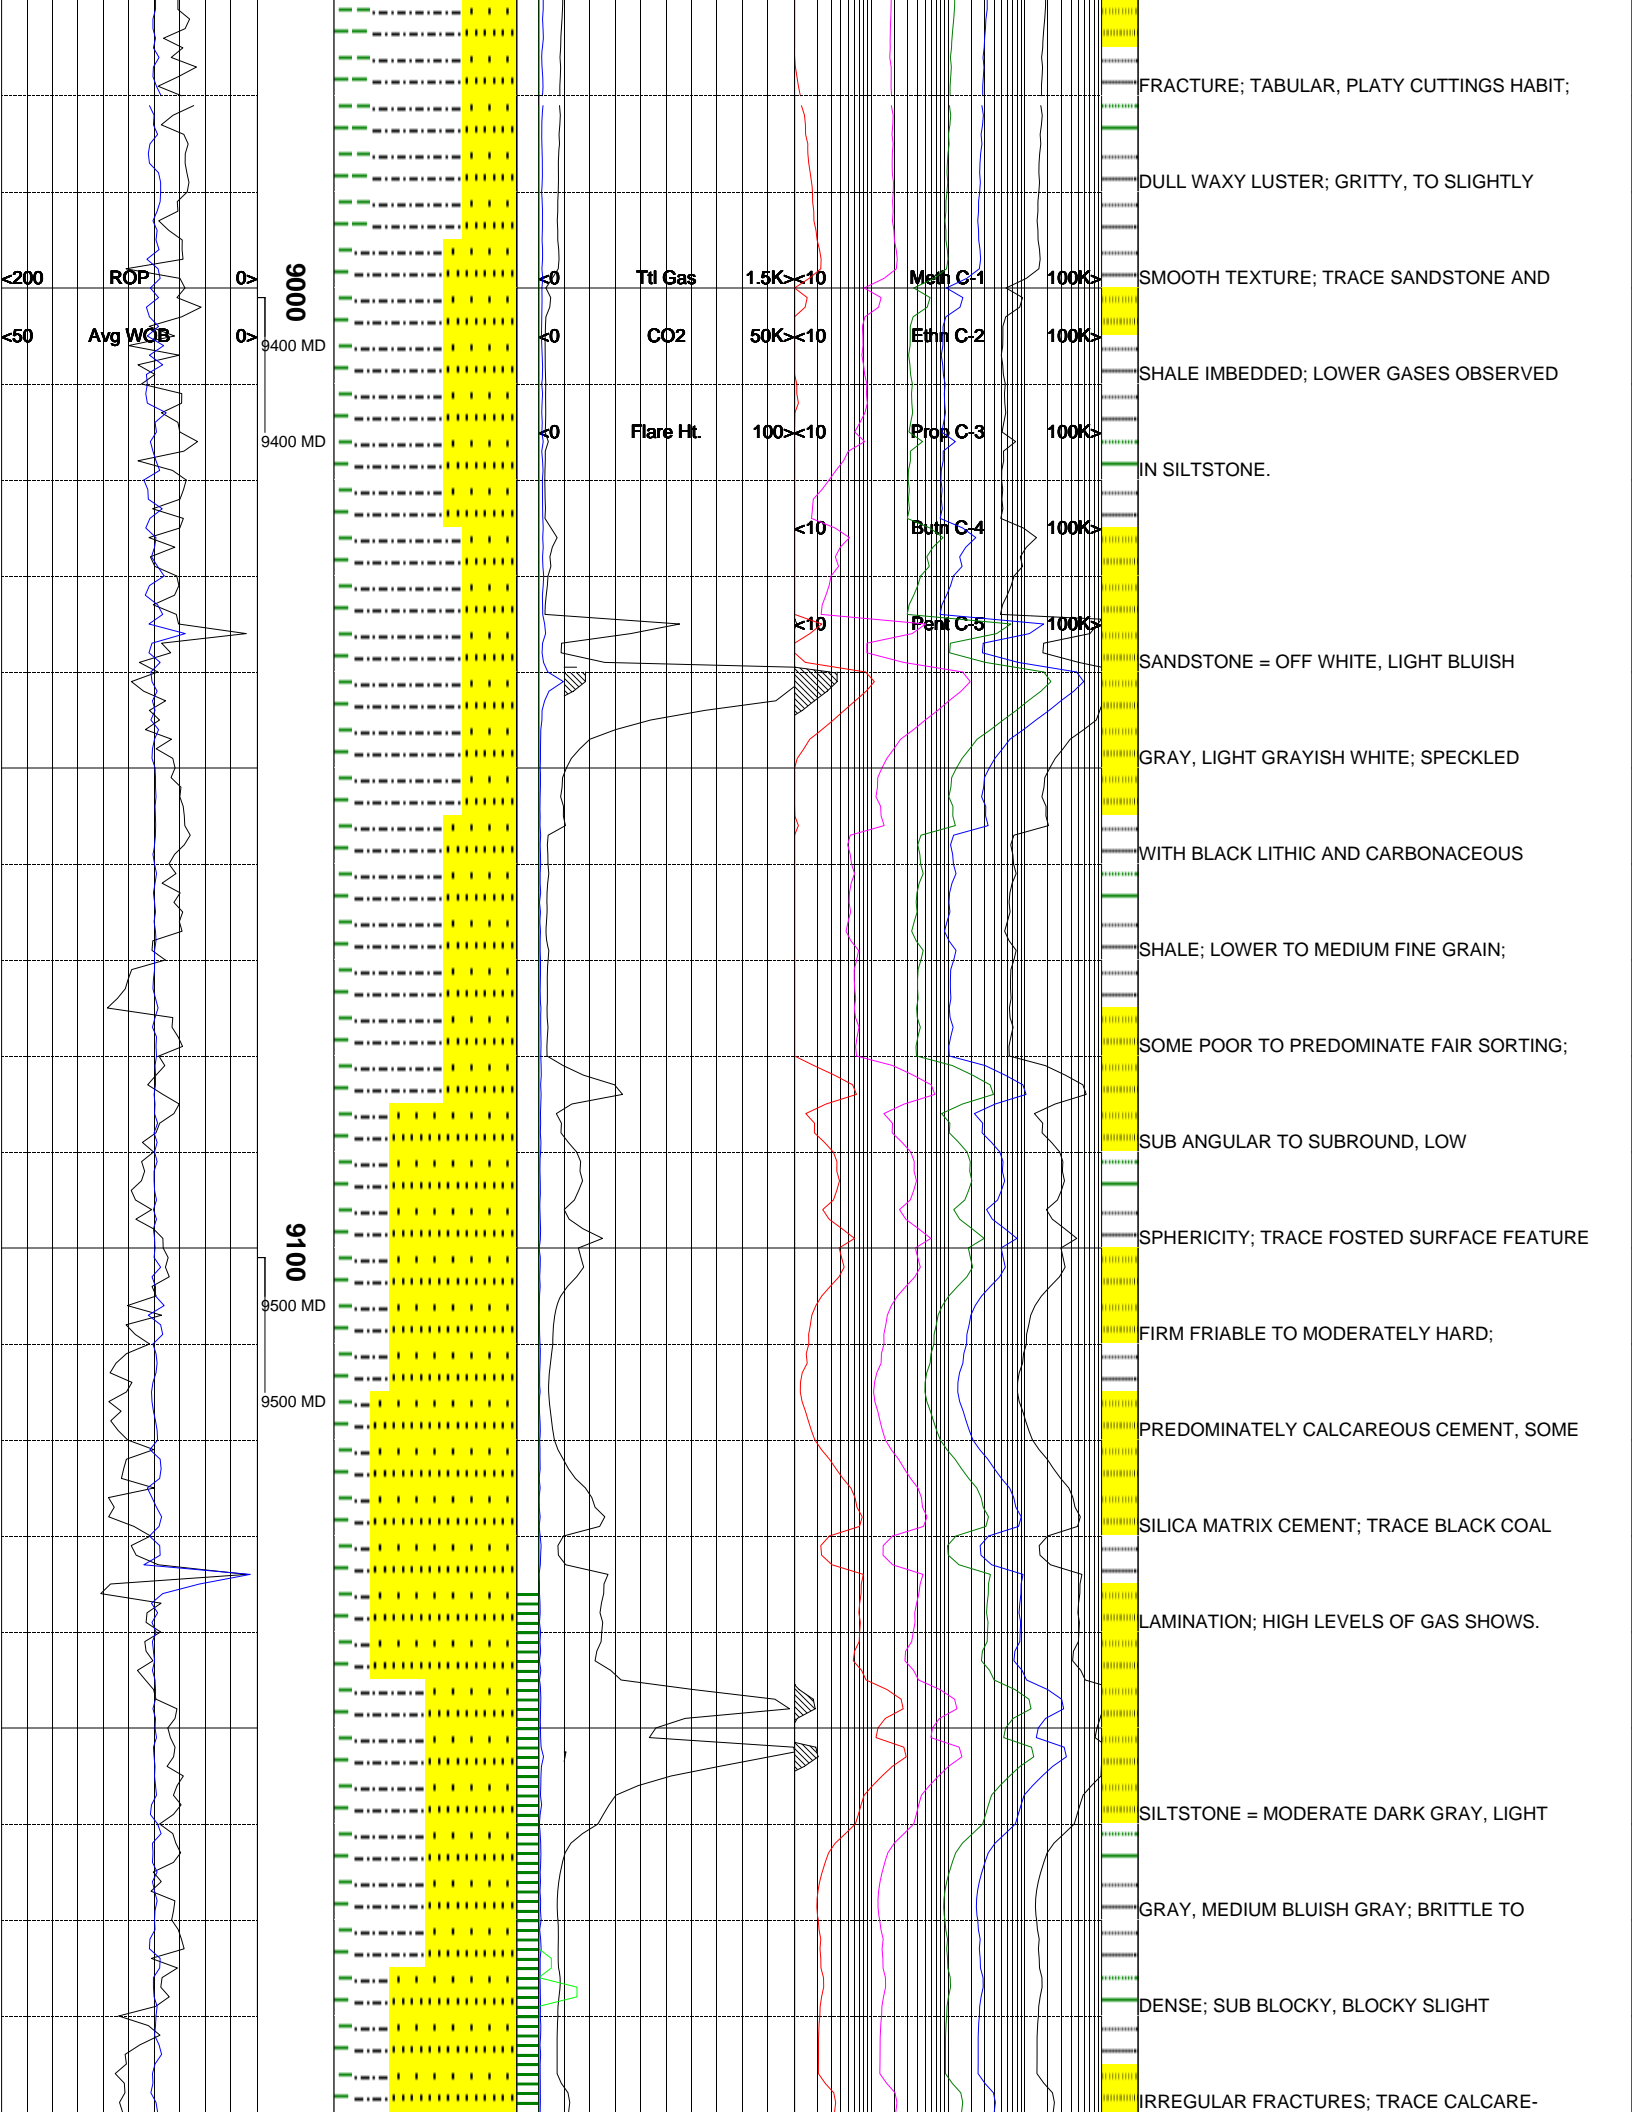 FRACTURE; TABULAR, PLATY CUTTINGS HABIT;
DULL WAXY LUSTER; GRITTY, TO SLIGHTLY
<200 ROP 0> 9000 <0 Ttl Gas 1.5K> <10 Meth C-1 100K> SMOOTH TEXTURE; TRACE SANDSTONE AND
<50 Avg WOB 0> 9400 MD <0 CO2 50K> <10 Ethn C-2 100K>
SHALE IMBEDDED; LOWER GASES OBSERVED
9400 MD <0 Flare Ht. 100> <10 Prop C-3 100K>
IN SILTSTONE.
<10 Butn C-4 100K>
<10 Pent C-5 100K>
SANDSTONE = OFF WHITE, LIGHT BLUISH
GRAY, LIGHT GRAYISH WHITE; SPECKLED
WITH BLACK LITHIC AND CARBONACEOUS
SHALE; LOWER TO MEDIUM FINE GRAIN;
SOME POOR TO PREDOMINATE FAIR SORTING;
SUB ANGULAR TO SUBROUND, LOW
9100 SPHERICITY; TRACE FOSTED SURFACE FEATURE
9500 MD
FIRM FRIABLE TO MODERATELY HARD;
9500 MD
PREDOMINATELY CALCAREOUS CEMENT, SOME
SILICA MATRIX CEMENT; TRACE BLACK COAL
LAMINATION; HIGH LEVELS OF GAS SHOWS.
SILTSTONE = MODERATE DARK GRAY, LIGHT
GRAY, MEDIUM BLUISH GRAY; BRITTLE TO
DENSE; SUB BLOCKY, BLOCKY SLIGHT
IRREGULAR FRACTURES; TRACE CALCARE-